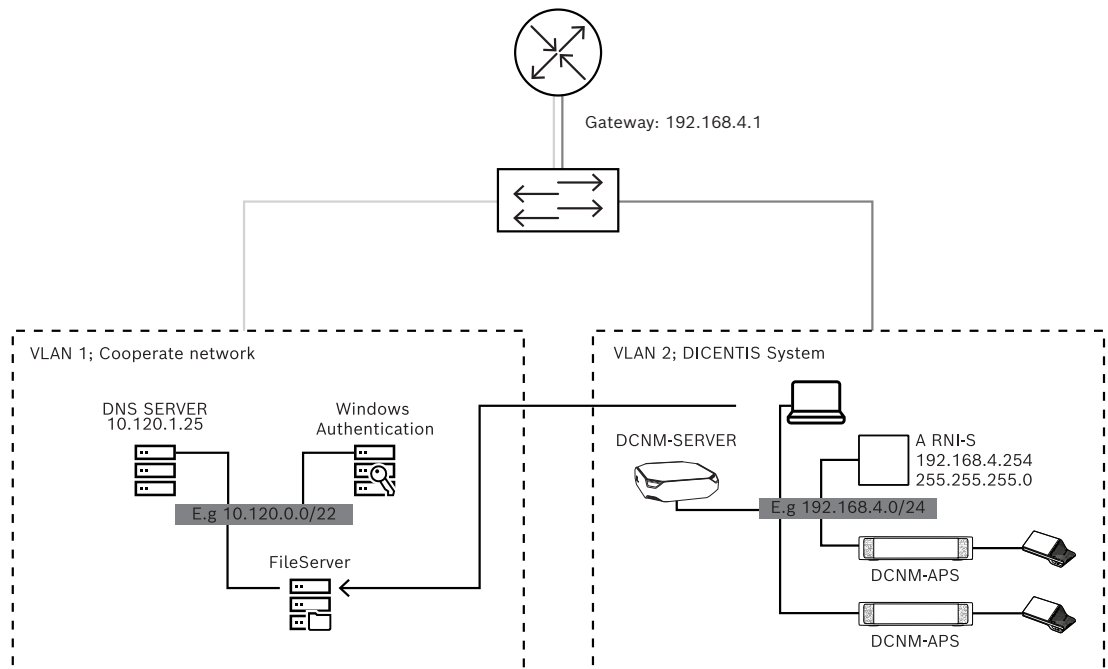 Gateway: 192.168.4.1
VLAN 1; Cooperate network
DNS SERVER
10.120.1.25
Windows
Authentication
E.g 10.120.0.0/22
FileServer
VLAN 2; DICENTIS System
DCNM-SERVER
A RNI-S
192.168.4.254
255.255.255.0
E.g 192.168.4.0/24
DCNM-APS
DCNM-APS